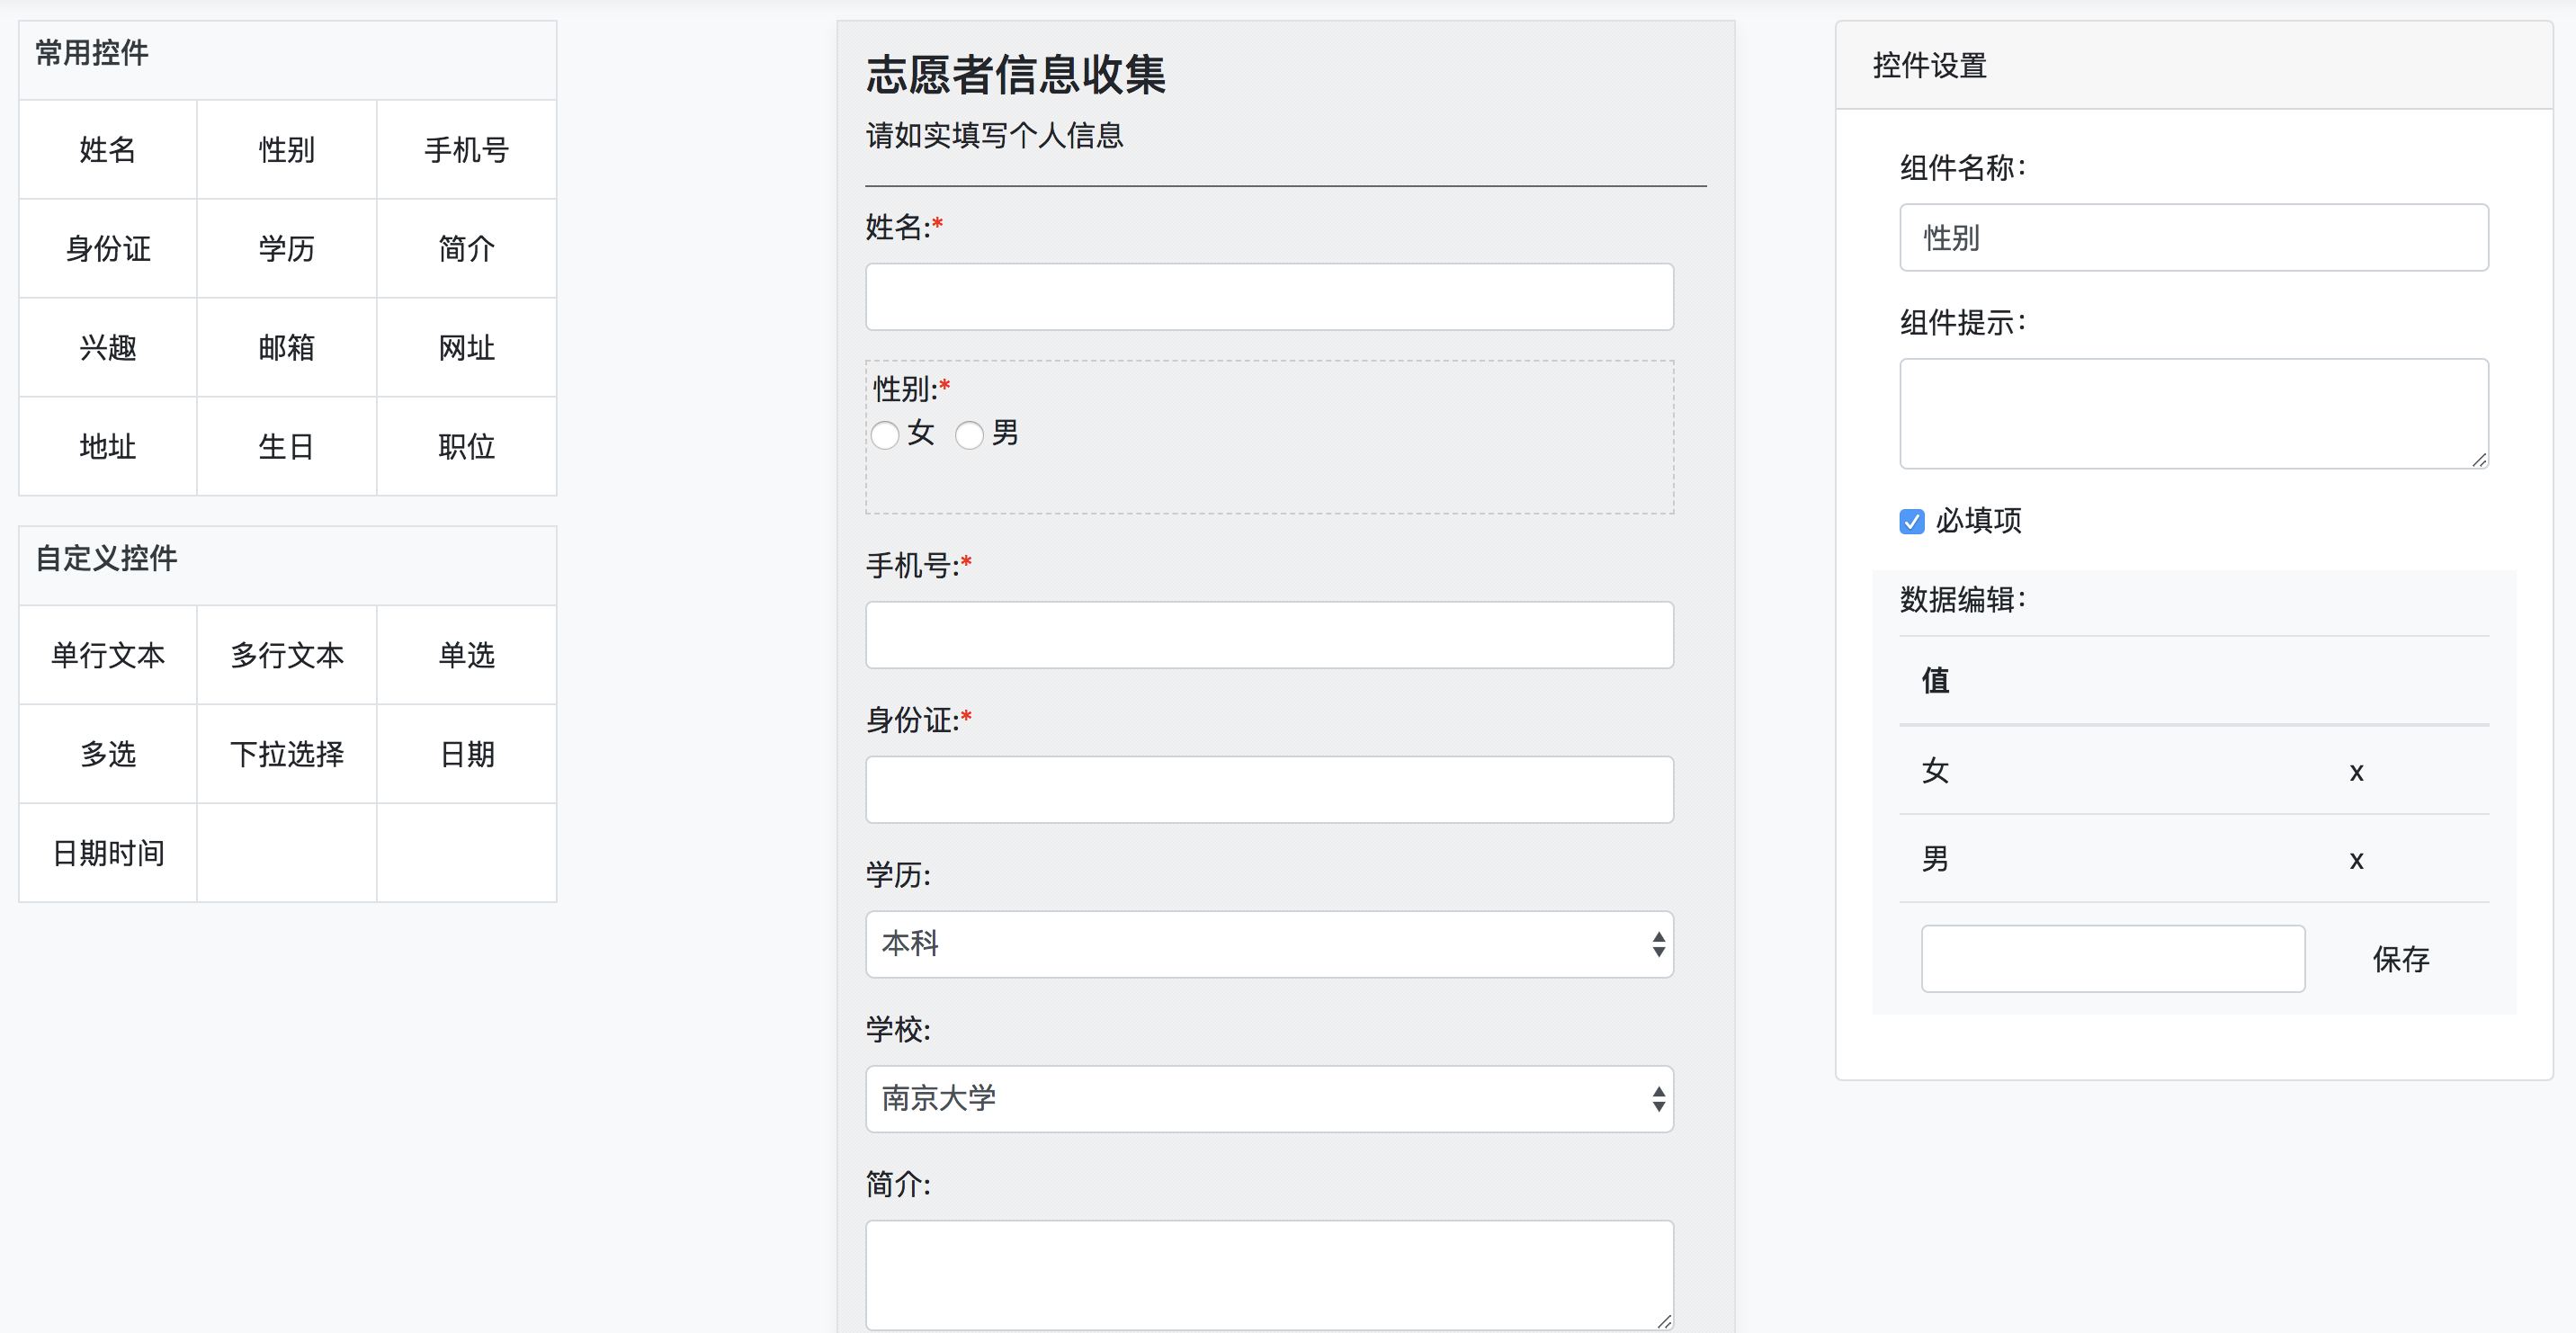 常用控件
姓名 性别 手机号
身份证 学历 简介
兴趣 邮箱 网址
地址 生日 职位
自定义控件
单行文本 多行文本 单选
多选 下拉选择 日期
日期时间
志愿者信息收集
请如实填写个人信息
姓名:*
性别:*
女 男
手机号:*
身份证:*
学历:
本科
学校:
南京大学
简介:
控件设置
组件名称：
性别
组件提示：
必填项
数据编辑：
值
女 x
男 x
保存